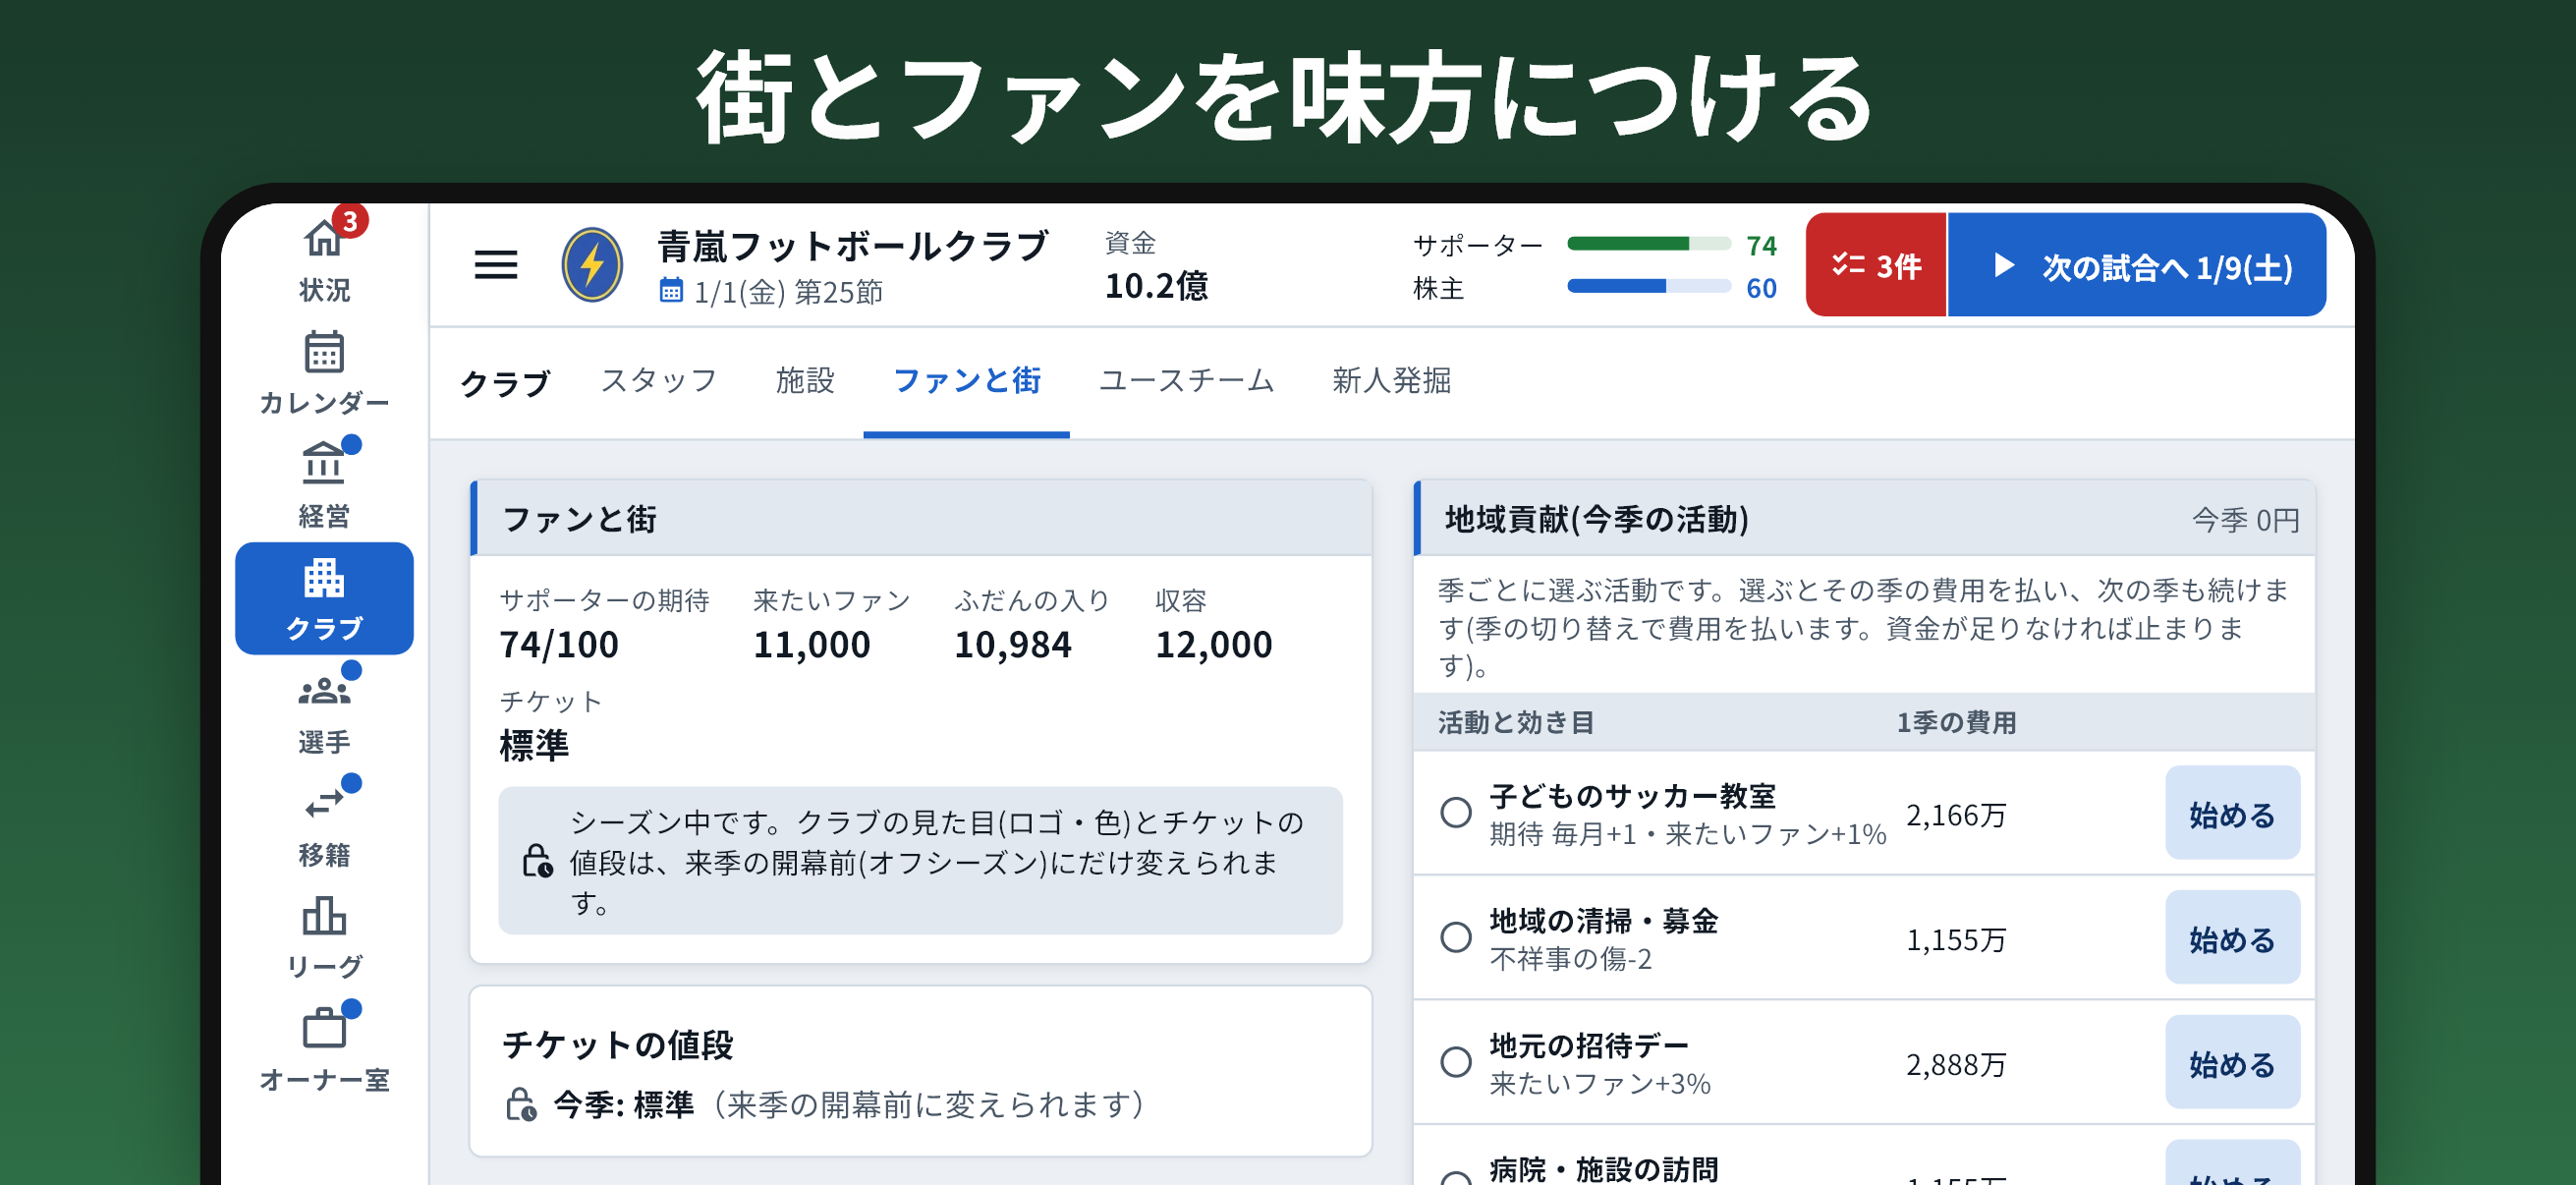 街とファンを味方につける
3
状況
カレンダー
経営
クラブ
選手
移籍
リーグ
オーナー室
青嵐フットボールクラブ
1/1(金) 第25節
資金
10.2億
サポーター 74
株主 60
3件
次の試合へ 1/9(土)
クラブ スタッフ 施設 ファンと街 ユースチーム 新人発掘
ファンと街
サポーターの期待 来たいファン ふだんの入り 収容
74/100 11,000 10,984 12,000
チケット
標準
シーズン中です。クラブの見た目(ロゴ・色)とチケットの
値段は、来季の開幕前(オフシーズン)にだけ変えられま
す。
チケットの値段
今季: 標準（来季の開幕前に変えられます）
地域貢献(今季の活動) 今季 0円
季ごとに選ぶ活動です。選ぶとその季の費用を払い、次の季も続けま
す(季の切り替えで費用を払います。資金が足りなければ止まりま
す)。
活動と効き目 1季の費用
子どものサッカー教室
期待 毎月+1・来たいファン+1%
2,166万
始める
地域の清掃・募金
不祥事の傷-2
1,155万
始める
地元の招待デー
来たいファン+3%
2,888万
始める
病院・施設の訪問